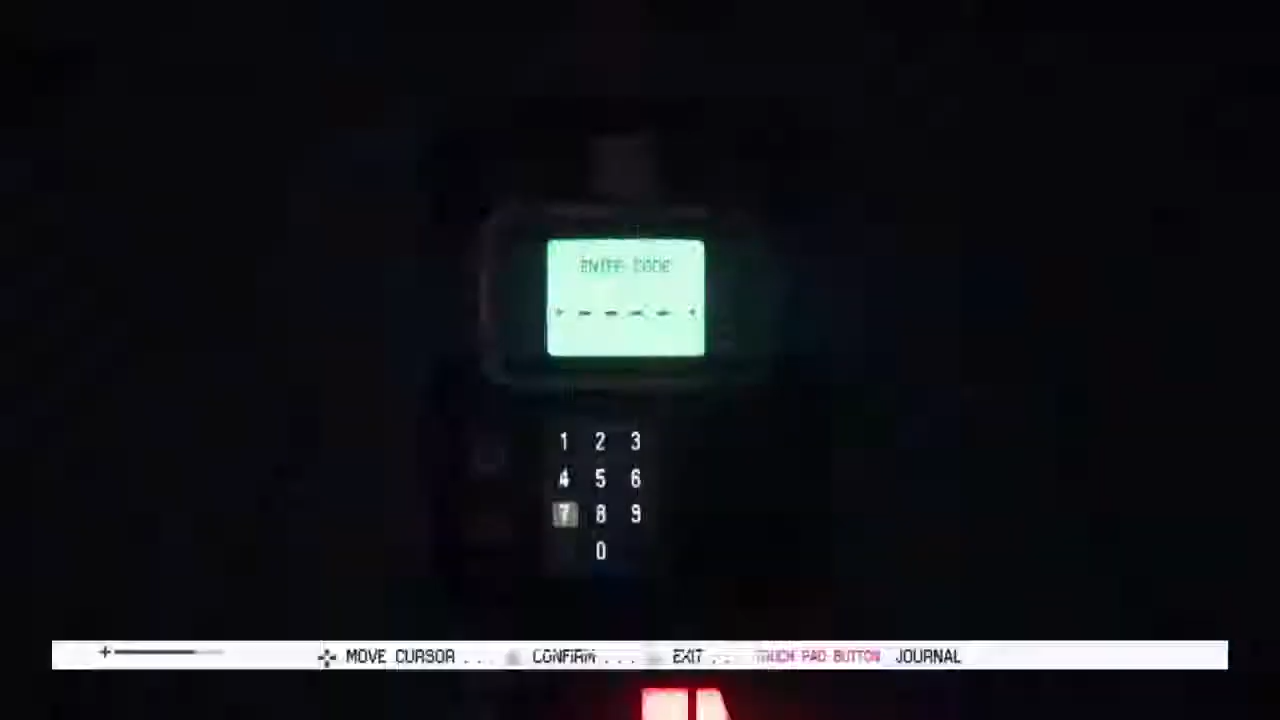 ENTER CODE
1 2 3
4 5 6
7 8 9
0
MOVE CURSOR ... CONFIRM ... EXIT ... TOUCH PAD BUTTON JOURNAL